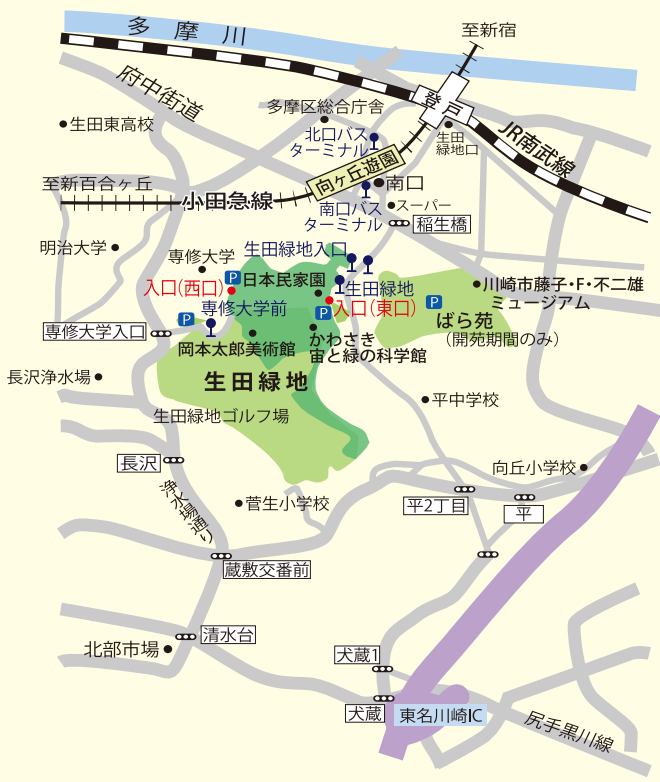 多摩川
至新宿
府中街道
登戸
多摩区総合庁舎
生田東高校
北口バス
ターミナル
生田
緑地口
JR南武線
向ヶ丘遊園
至新百合ヶ丘
小田急線
南口
南口バス
ターミナル
スーパー
稲生橋
明治大学
専修大学
生田緑地入口
P
日本民家園
入口(西口)
生田緑地
川崎市藤子・F・不二雄
ミュージアム
P
専修大学前
P
入口(東口)
P
ばら苑
(開苑期間のみ)
専修大学入口
岡本太郎美術館
かわさき
宙と緑の科学館
長沢浄水場
生田緑地
平中学校
生田緑地ゴルフ場
長沢
向丘小学校
浄水場通り
菅生小学校
平2丁目
平
蔵敷交番前
清水台
北部市場
犬蔵1
犬蔵
東名川崎IC
尻手黒川線